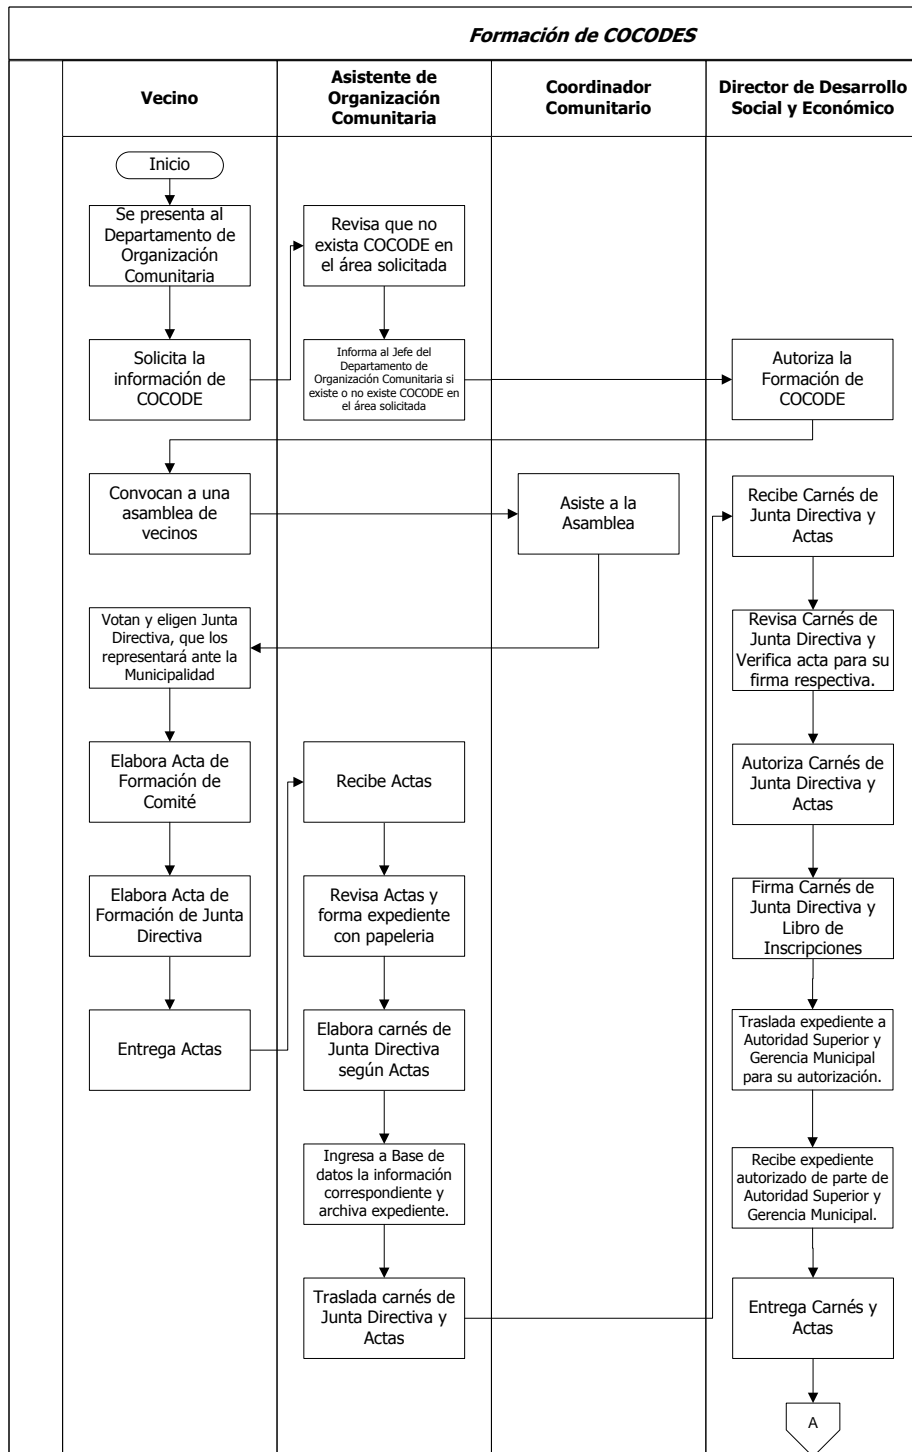 Formación de COCODES
Vecino
Asistente de
Organización
Comunitaria
Coordinador
Comunitario
Director de Desarrollo
Social y Económico
Inicio
Se presenta al
Departamento de
Organización
Comunitaria
Solicita la
información de
COCODE
Revisa que no
exista COCODE en
el área solicitada
Informa al Jefe del
Departamento de
Organización Comunitaria si
existe o no existe COCODE en
el área solicitada
Autoriza la
Formación de
COCODE
Convocan a una
asamblea de
vecinos
Asiste a la
Asamblea
Votan y eligen Junta
Directiva, que los
representará ante la
Municipalidad
Elabora Acta de
Formación de
Comité
Elabora Acta de
Formación de Junta
Directiva
Entrega Actas
Recibe Actas
Revisa Actas y
forma expediente
con papeleria
Elabora carnés de
Junta Directiva
según Actas
Ingresa a Base de
datos la información
correspondiente y
archiva expediente.
Traslada carnés de
Junta Directiva y
Actas
Recibe Carnés de
Junta Directiva y
Actas
Revisa Carnés de
Junta Directiva y
Verifica acta para su
firma respectiva.
Autoriza Carnés de
Junta Directiva y
Actas
Firma Carnés de
Junta Directiva y
Libro de
Inscripciones
Traslada expediente a
Autoridad Superior y
Gerencia Municipal
para su autorización.
Recibe expediente
autorizado de parte de
Autoridad Superior y
Gerencia Municipal.
Entrega Carnés y
Actas
A